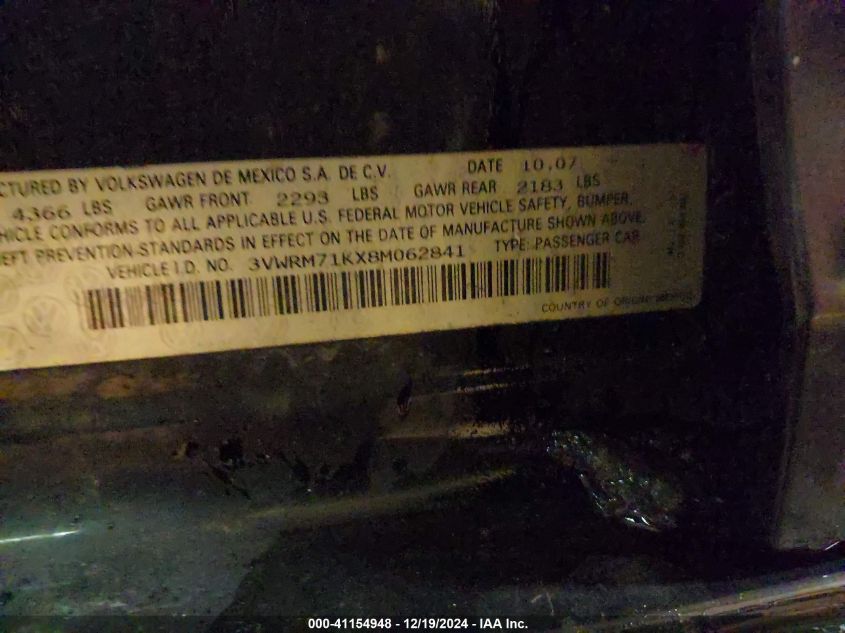 CTURED BY VOLKSWAGEN DE MEXICO S.A. DE C.V. DATE 10.07
4366 LBS GAWR FRONT 2293 LBS GAWR REAR 2183 LBS
HICLE CONFORMS TO ALL APPLICABLE U.S. FEDERAL MOTOR VEHICLE SAFETY, BUMPER,
EFT PREVENTION-STANDARDS IN EFFECT ON THE DATE OF MANUFACTURE SHOWN ABOVE.
VEHICLE I.D. NO. 3VWRM71KX8M062841 TYPE: PASSENGER CAR
COUNTRY OF ORIGIN: MEXICO
000-41154948 - 12/19/2024 - IAA Inc.